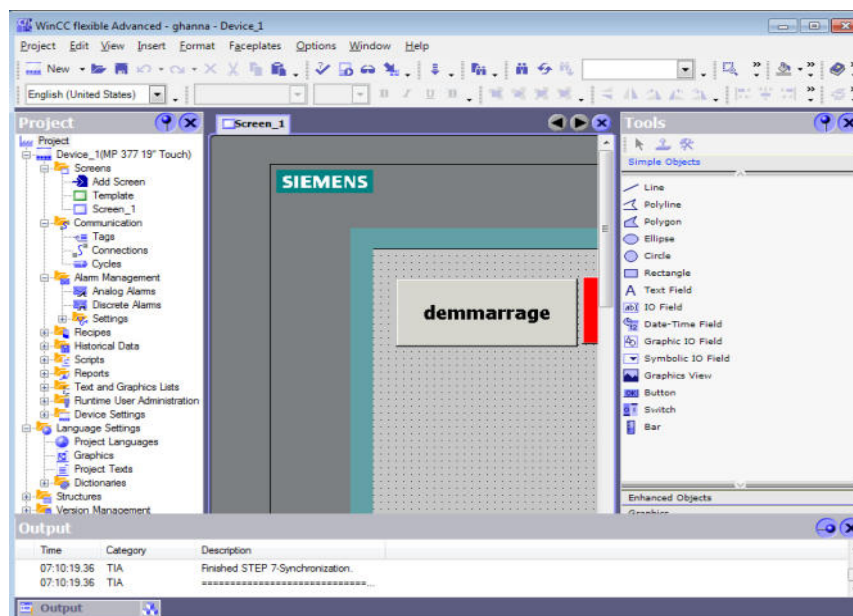 WinCC flexible Advanced - ghanna - Device_1
Project Edit View Insert Format Faceplates Options Window Help
New
English (United States)
B I U
Project
Screen_1
Tools
Project
Device_1(MP 377 19" Touch)
Screens
Add Screen
Template
Screen_1
Communication
Tags
Connections
Cycles
Alarm Management
Analog Alarms
Discrete Alarms
Settings
Recipes
Historical Data
Scripts
Reports
Text and Graphics Lists
Runtime User Administration
Device Settings
Language Settings
Project Languages
Graphics
Project Texts
Dictionaries
Structures
Version Management
SIEMENS
demmarrage
Simple Objects
Line
Polyline
Polygon
Ellipse
Circle
Rectangle
Text Field
IO Field
Date-Time Field
Graphic IO Field
Symbolic IO Field
Graphics View
Button
Switch
Bar
Enhanced Objects
Graphics
Output
Time Category Description
07:10:19.36 TIA Finished STEP 7-Synchronization.
07:10:19.36 TIA
Output